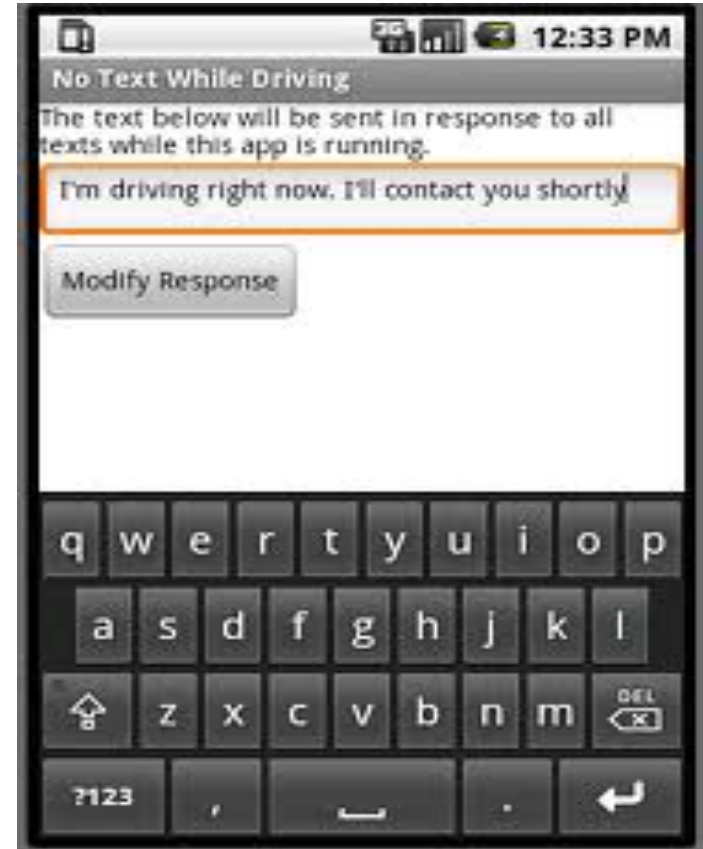 3G 12:33 PM
No Text While Driving
The text below will be sent in response to all
texts while this app is running.
I'm driving right now. I'll contact you shortly
Modify Response
q w e r t y u i o p
a s d f g h j k l
z x c v b n m DEL
?123 , .